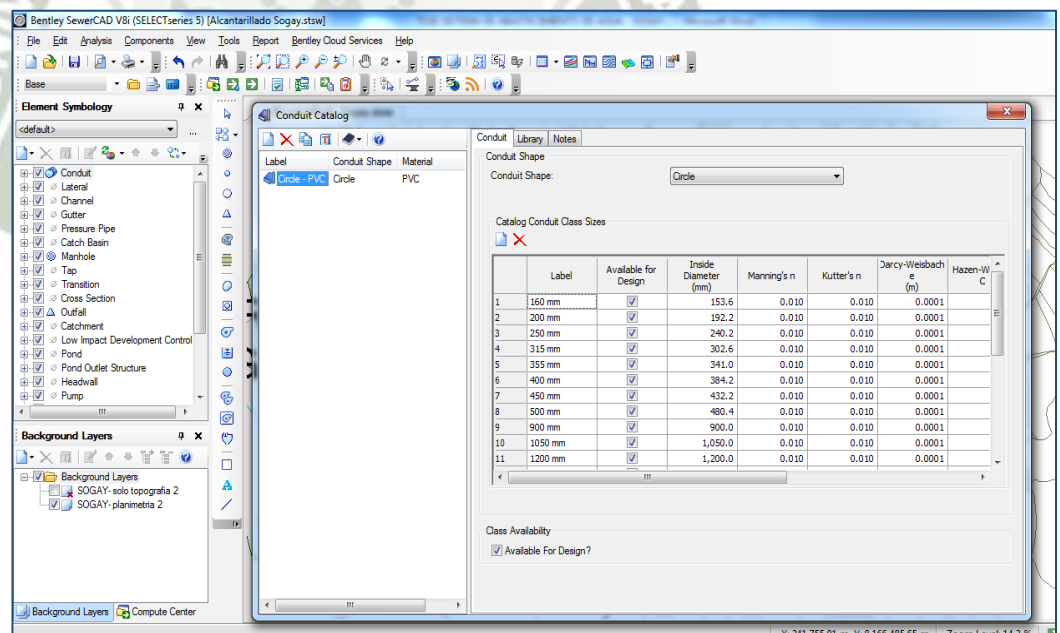 Bentley SewerCAD V8i (SELECTseries 5) [Alcantarillado Sogay.stsw]
File Edit Analysis Components View Tools Report Bentley Cloud Services Help
Base
Element Symbology
<default>
Conduit
Lateral
Channel
Gutter
Pressure Pipe
Catch Basin
Manhole
Tap
Transition
Cross Section
Outfall
Catchment
Low Impact Development Control
Pond
Pond Outlet Structure
Headwall
Pump
Background Layers
Background Layers
SOGAY- solo topografia 2
SOGAY- planimetria 2
Background Layers Compute Center
Conduit Catalog
Label Conduit Shape Material
Circle - PVC Circle PVC
Conduit Library Notes
Conduit Shape
Conduit Shape: Circle
Catalog Conduit Class Sizes
Label Available for Design Inside Diameter (mm) Manning's n Kutter's n Darcy-Weisbach e (m) Hazen-W C
1 160 mm 153.6 0.010 0.010 0.0001
2 200 mm 192.2 0.010 0.010 0.0001
3 250 mm 240.2 0.010 0.010 0.0001
4 315 mm 302.6 0.010 0.010 0.0001
5 355 mm 341.0 0.010 0.010 0.0001
6 400 mm 384.2 0.010 0.010 0.0001
7 450 mm 432.2 0.010 0.010 0.0001
8 500 mm 480.4 0.010 0.010 0.0001
9 900 mm 900.0 0.010 0.010 0.0001
10 1050 mm 1,050.0 0.010 0.010 0.0001
11 1200 mm 1,200.0 0.010 0.010 0.0001
Class Availability
Available For Design?